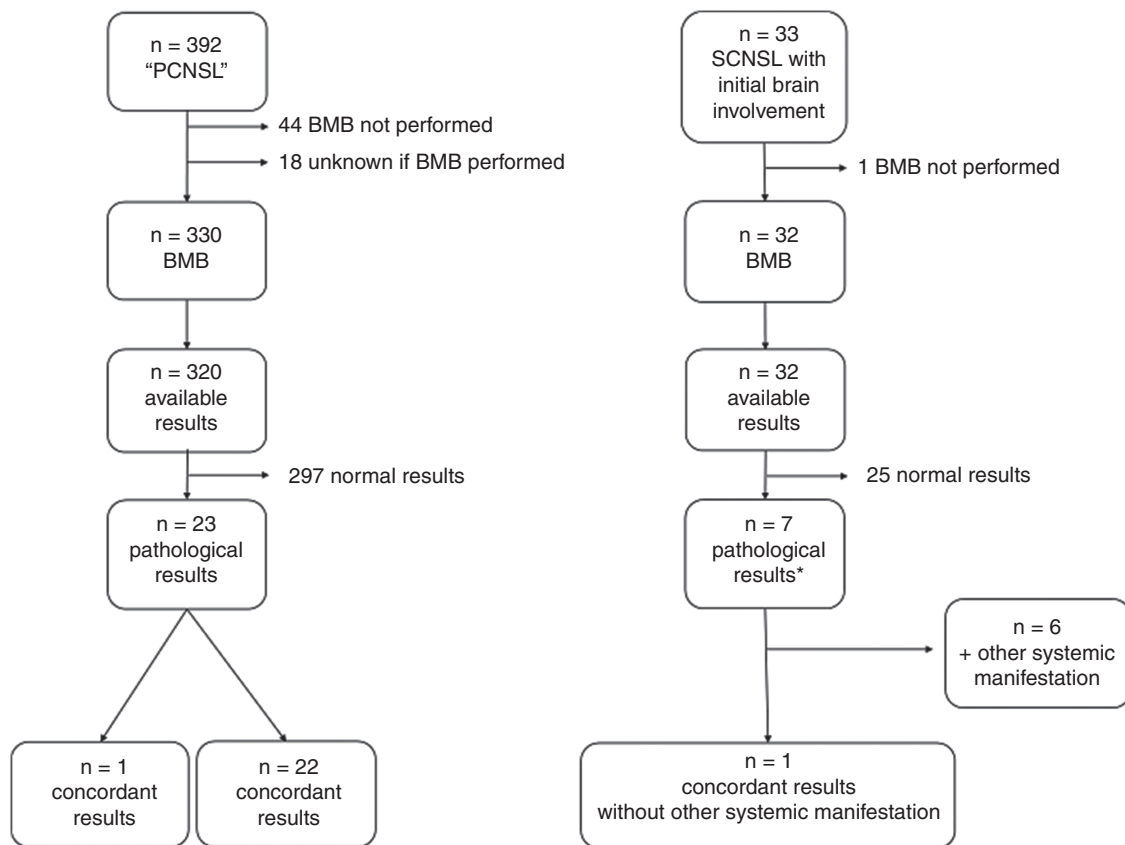 n = 392
“PCNSL”
44 BMB not performed
18 unknown if BMB performed
n = 330
BMB
n = 320
available
results
297 normal results
n = 23
pathological
results
n = 1
concordant
results
n = 22
concordant
results
n = 33
SCNSL with
initial brain
involvement
1 BMB not performed
n = 32
BMB
n = 32
available
results
25 normal results
n = 7
pathological
results*
n = 6
+ other systemic
manifestation
n = 1
concordant results
without other systemic manifestation